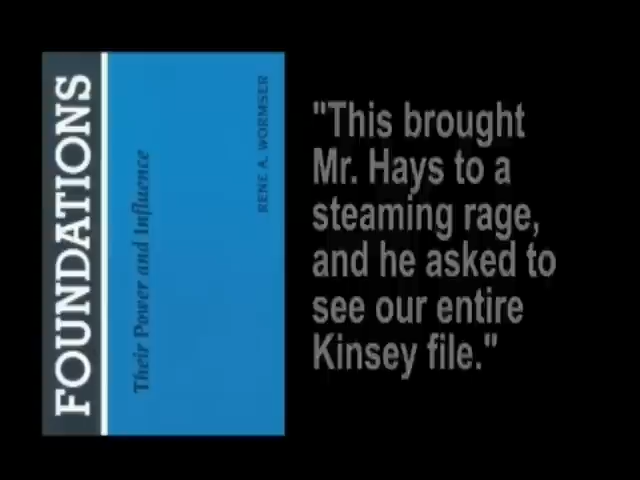 FOUNDATIONS
Their Power and Influence
RENE A. WORMSER
"This brought
Mr. Hays to a
steaming rage,
and he asked to
see our entire
Kinsey file."